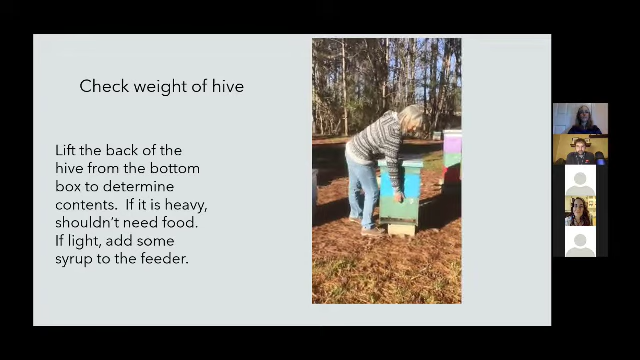 Check weight of hive
Lift the back of the
hive from the bottom
box to determine
contents.  If it is heavy,
shouldn't need food.
If light, add some
syrup to the feeder.